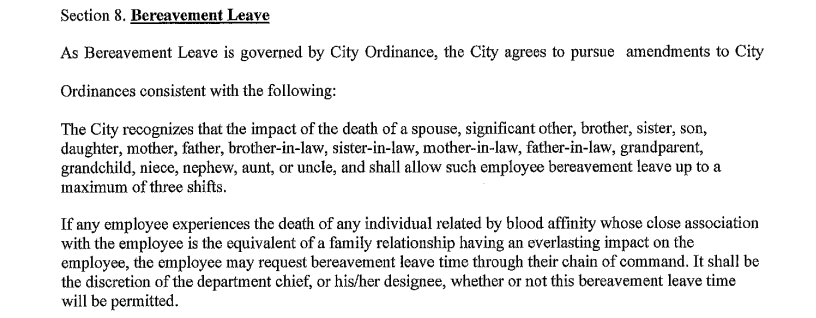 Section 8. Bereavement Leave
As Bereavement Leave is governed by City Ordinance, the City agrees to pursue amendments to City
Ordinances consistent with the following:
The City recognizes that the impact of the death of a spouse, significant other, brother, sister, son,
daughter, mother, father, brother-in-law, sister-in-law, mother-in-law, father-in-law, grandparent,
grandchild, niece, nephew, aunt, or uncle, and shall allow such employee bereavement leave up to a
maximum of three shifts.
If any employee experiences the death of any individual related by blood affinity whose close association
with the employee is the equivalent of a family relationship having an everlasting impact on the
employee, the employee may request bereavement leave time through their chain of command. It shall be
the discretion of the department chief, or his/her designee, whether or not this bereavement leave time
will be permitted.